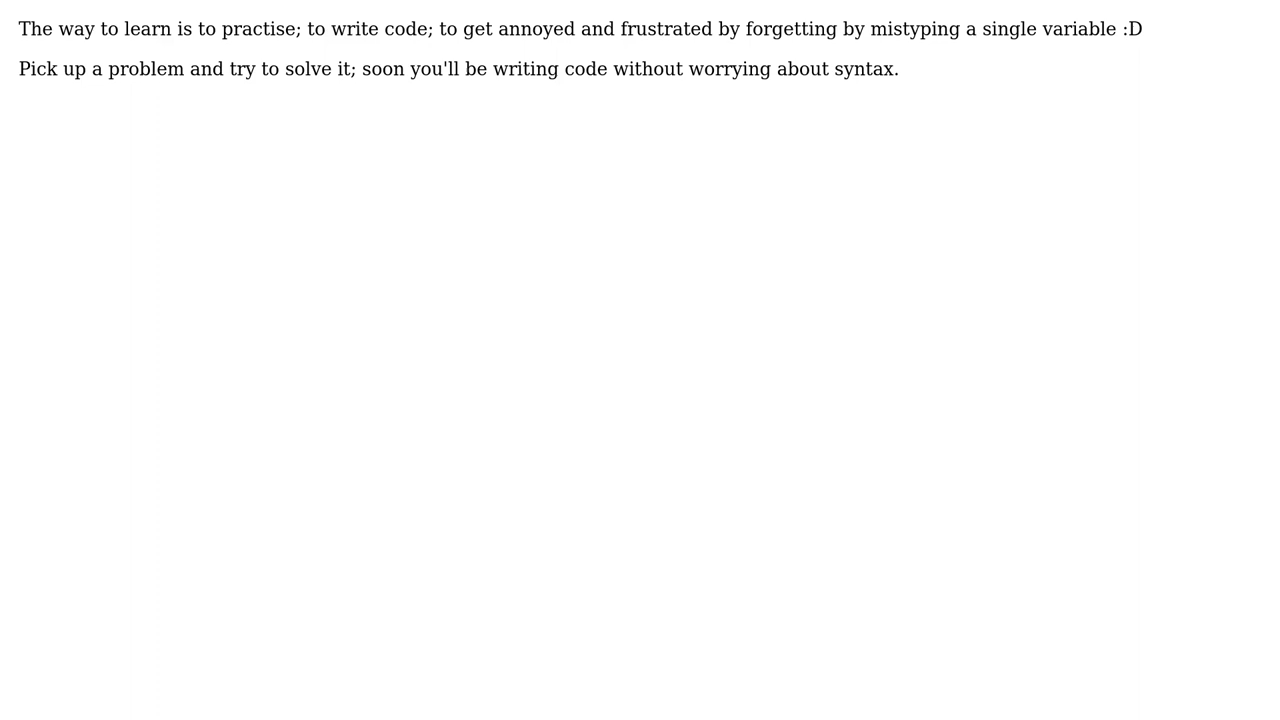 The way to learn is to practise; to write code; to get annoyed and frustrated by forgetting by mistyping a single variable :D
Pick up a problem and try to solve it; soon you'll be writing code without worrying about syntax.